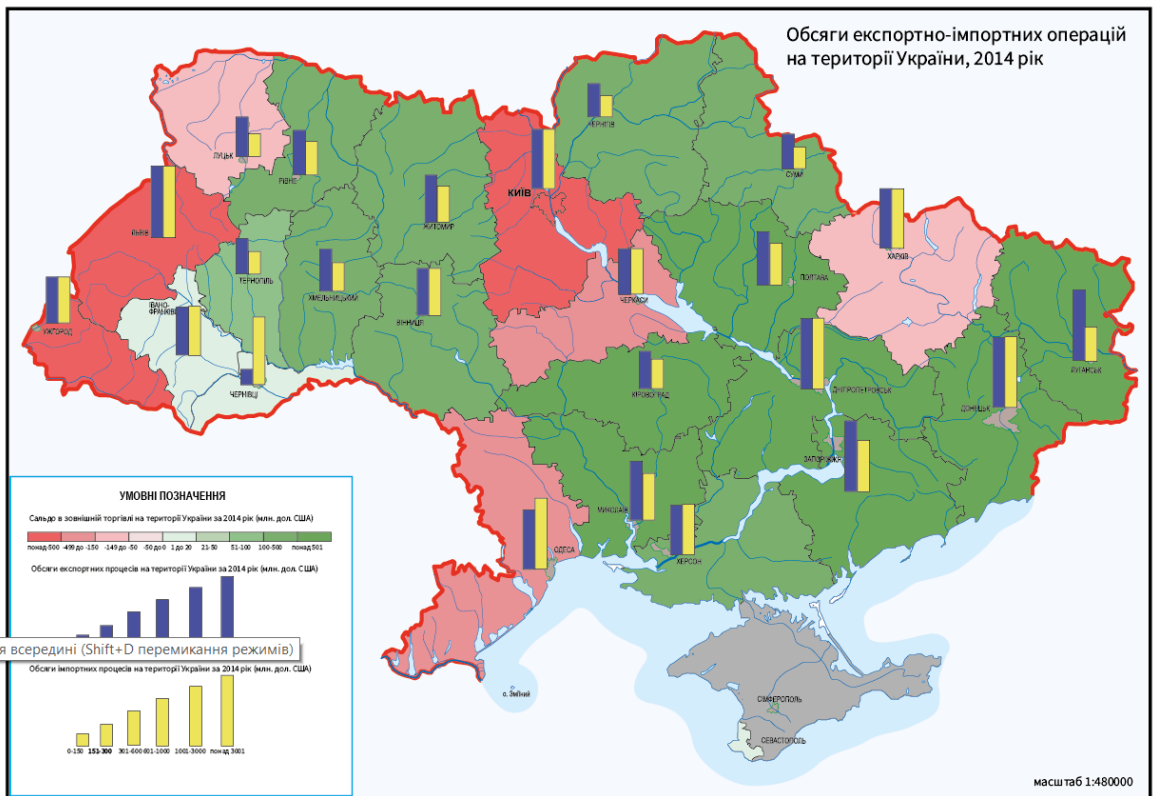 Обсяги експортно-імпортних операцій
на території України, 2014 рік
ЧЕРНІГІВ
ЛУЦЬК
РІВНЕ
СУМИ
КИЇВ
ЖИТОМИР
ЛЬВІВ
ХАРКІВ
ТЕРНОПІЛЬ
ХМЕЛЬНИЦЬКИЙ
ПОЛТАВА
ЧЕРКАСИ
ІВАНО-
ФРАНКІВ
ВІННИЦЯ
УЖГОРОД
ЛУГАНСЬК
ЧЕРНІВЦІ
КІРОВОГРАД
ДНІПРОПЕТРОВСЬК
ДОНЕЦЬК
ЗАПОРІЖЖЯ
МИКОЛАЇВ
ОДЕСА
ХЕРСОН
о. Зміїний
СІМФЕРОПОЛЬ
СЕВАСТОПОЛЬ
масштаб 1:480000
УМОВНІ ПОЗНАЧЕННЯ
Сальдо в зовнішній торгівлі на території України за 2014 рік (млн. дол. США)
понад-500 -499 до -150 -149 до -50 -50 до 0 1 до 20 21-50 51-100 100-500 понад 501
Обсяги експортних процесів на території України за 2014 рік (млн. дол. США)
я всередині (Shift+D перемикання режимів)
Обсяги імпортних процесів на території України за 2014 рік (млн. дол. США)
0-150 151-300 301-600 601-1000 1001-3000 понад 3001